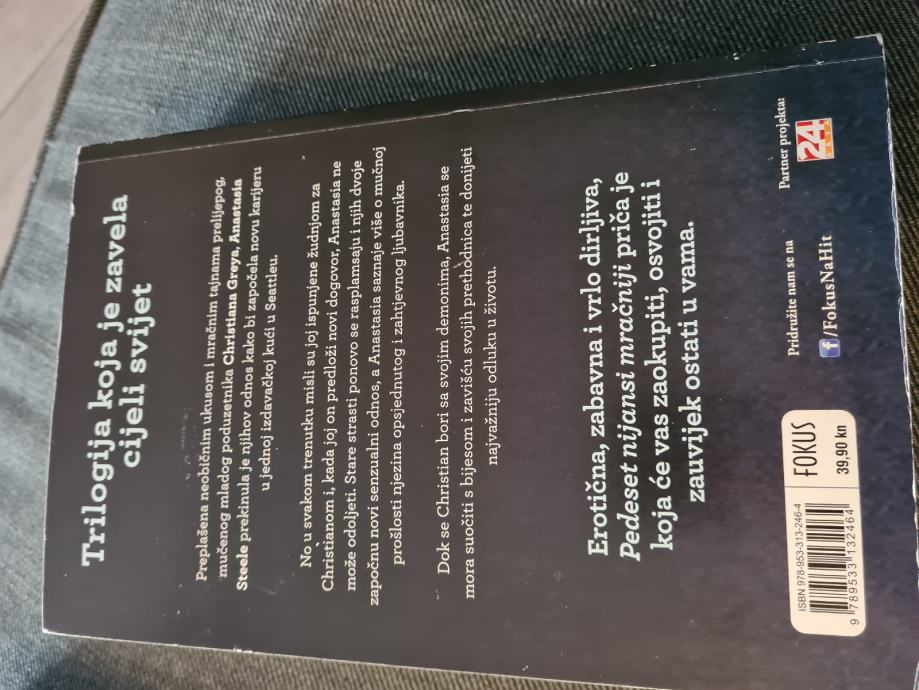 Trilogija koja je zavela
cijeli svijet
Preplašena neobičnim ukusom i mračnim tajnama prelijepog,
mučenog mladog poduzetnika Christiana Greya, Anastasia
Steele prekinula je njihov odnos kako bi započela novu karijeru
u jednoj izdavačkoj kući u Seattleu.
No u svakom trenutku misli su joj ispunjene žudnjom za
Christianom i, kada joj on predloži novi dogovor, Anastasia ne
može odoljeti. Stare strasti ponovo se rasplamsaju i njih dvoje
započnu novi senzualni odnos, a Anastasia saznaje više o mučnoj
prošlosti njezina opsjednutog i zahtjevnog ljubavnika.
Dok se Christian bori sa svojim demonima, Anastasia se
mora suočiti s bijesom i zavišću svojih prethodnica te donijeti
najvažniju odluku u životu.
Erotična, zabavna i vrlo dirljiva,
Pedeset nijansi mračniji priča je
koja će vas zaokupiti, osvojiti i
zauvijek ostati u vama.
ISBN 978-953-313-246-4
9 789533 132464
FOKUS
39,90 kn
Pridružite nam se na
f/FokusNaHit
Partner projekta:
24
SATA